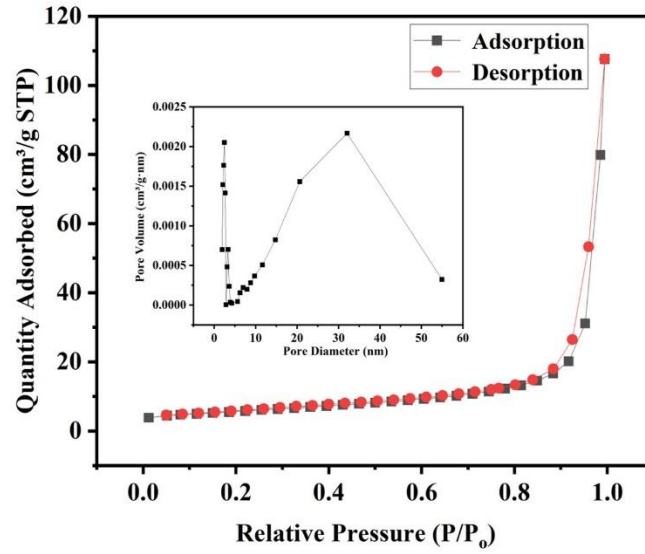 120
100
80
60
40
20
0
Quantity Adsorbed (cm³/g STP)
Adsorption
Desorption
0.0025
0.0020
0.0015
0.0010
0.0005
0.0000
Pore Volume (cm³/g·nm)
0 10 20 30 40 50 60
Pore Diameter (nm)
0.0 0.2 0.4 0.6 0.8 1.0
Relative Pressure (P/Po)